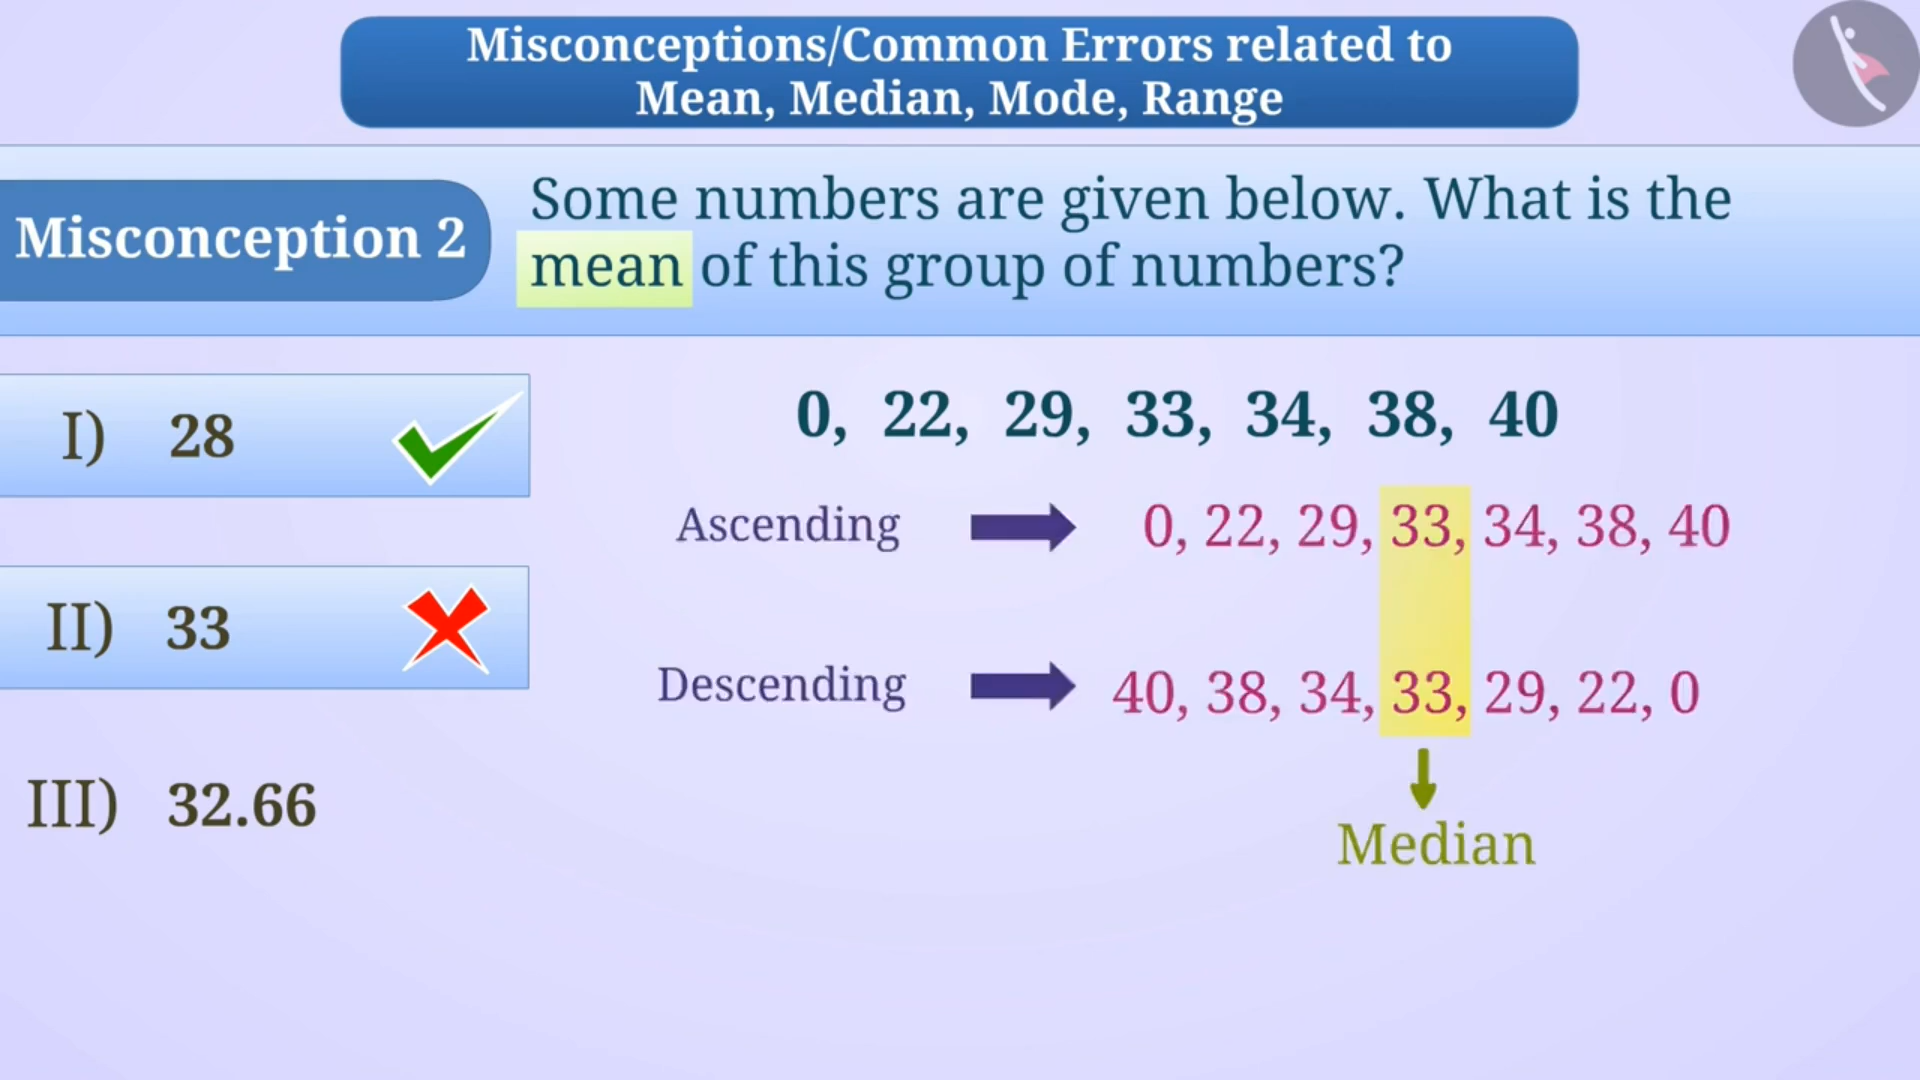 Misconceptions/Common Errors related to
Mean, Median, Mode, Range
Misconception 2
Some numbers are given below. What is the
mean of this group of numbers?
I) 28
0, 22, 29, 33, 34, 38, 40
Ascending 0, 22, 29, 33, 34, 38, 40
II) 33
Descending 40, 38, 34, 33, 29, 22, 0
III) 32.66
Median